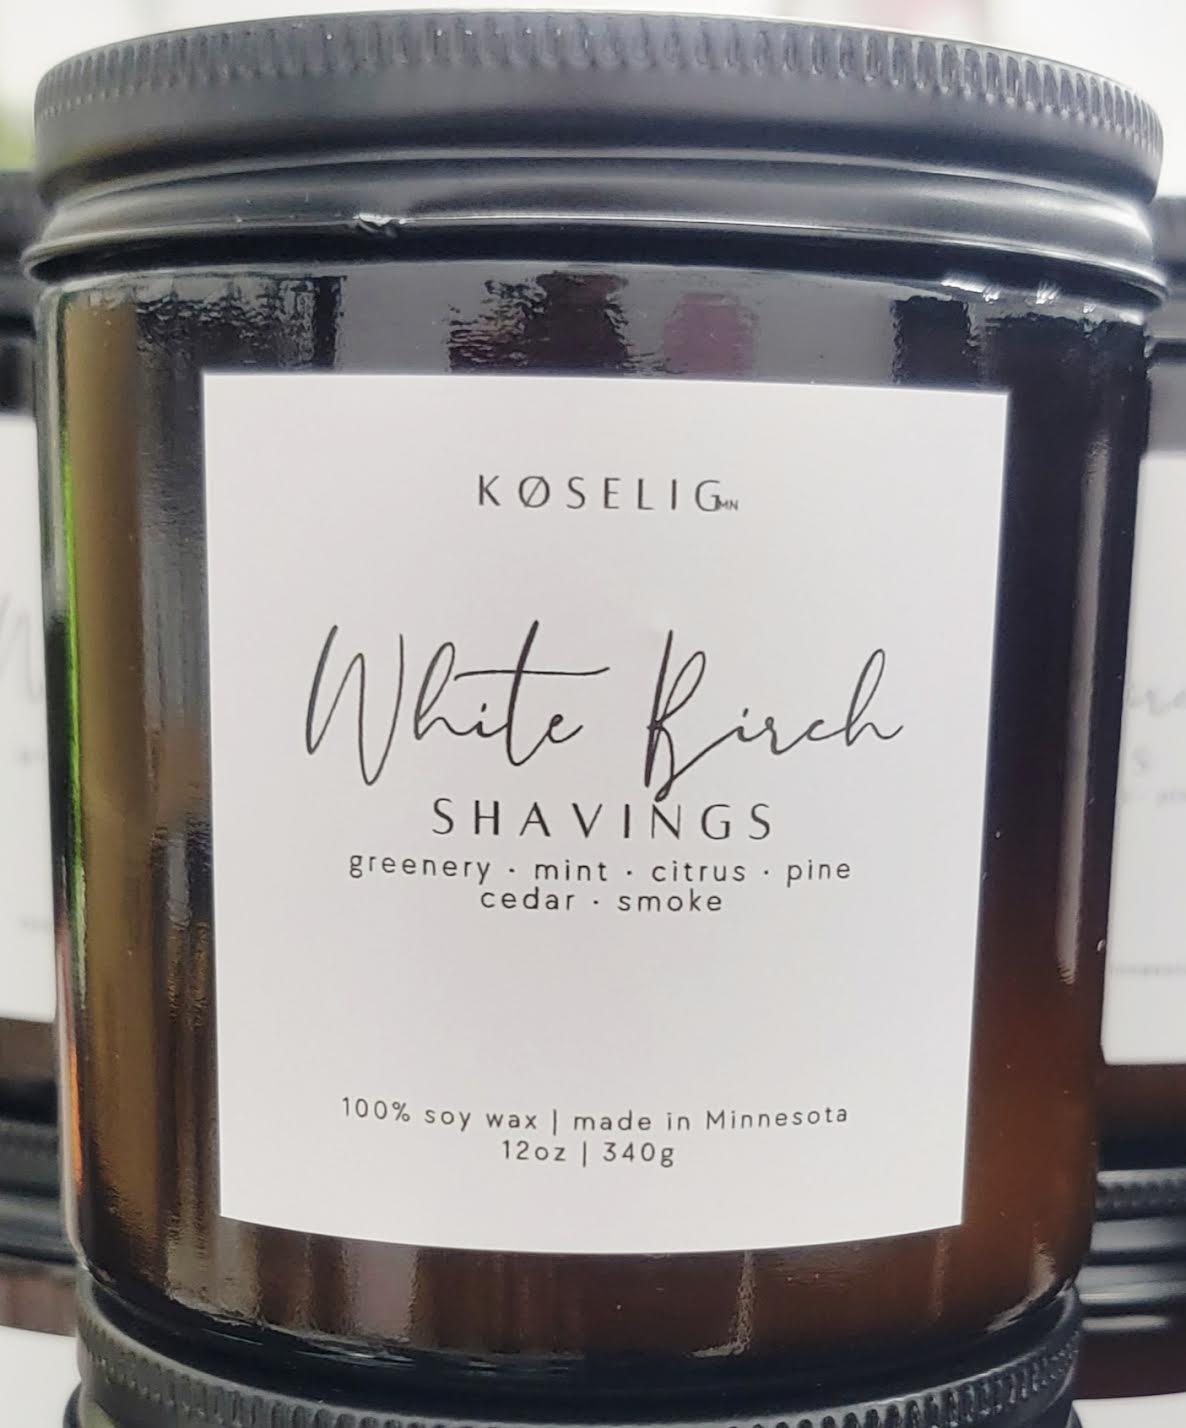 KØSELIG MN
White Birch
SHAVINGS
greenery · mint · citrus · pine
cedar · smoke
100% soy wax | made in Minnesota
12oz | 340g